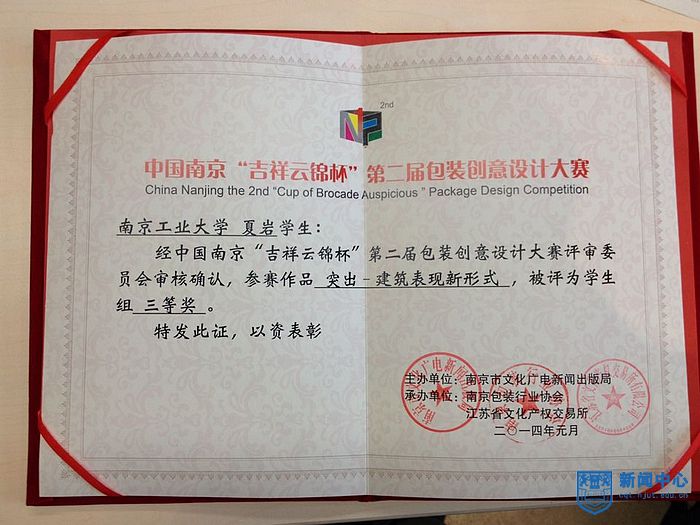 2nd
中国南京“吉祥云锦杯”第二届包装创意设计大赛
China Nanjing the 2nd “Cup of Brocade Auspicious ” Package Design Competition
南京工业大学 夏岩学生：
经中国南京“吉祥云锦杯”第二届包装创意设计大赛评审委
员会审核确认，参赛作品 突出-建筑表现新形式 ，被评为学生
组 三等奖 。
特发此证，以资表彰
主办单位：南京市文化广电新闻出版局
承办单位：南京包装行业协会
江苏省文化产权交易所
二〇一四年元月
新闻中心